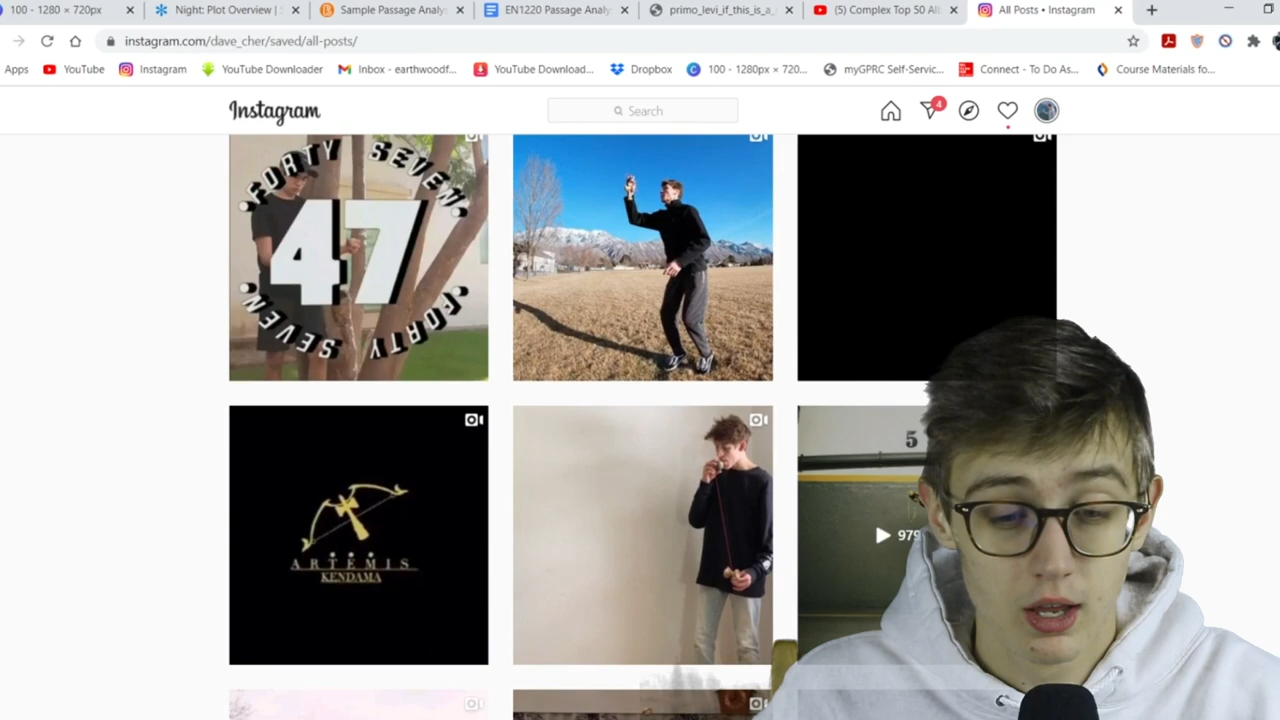 100 - 1280 × 720px
Night: Plot Overview |
Sample Passage Analys
EN1220 Passage Analy
primo_levi_if_this_is_a_
(5) Complex Top 50 Alt
All Posts • Instagram
instagram.com/dave_cher/saved/all-posts/
Apps
YouTube
Instagram
YouTube Downloader
Inbox - earthwoodf...
YouTube Download...
Dropbox
100 - 1280px × 720...
myGPRC Self-Servic...
Connect - To Do As...
Course Materials fo...
Instagram
Search
4
FORTY SEVEN
47
FORTY SEVEN
ARTEMIS
KENDAMA
5
979